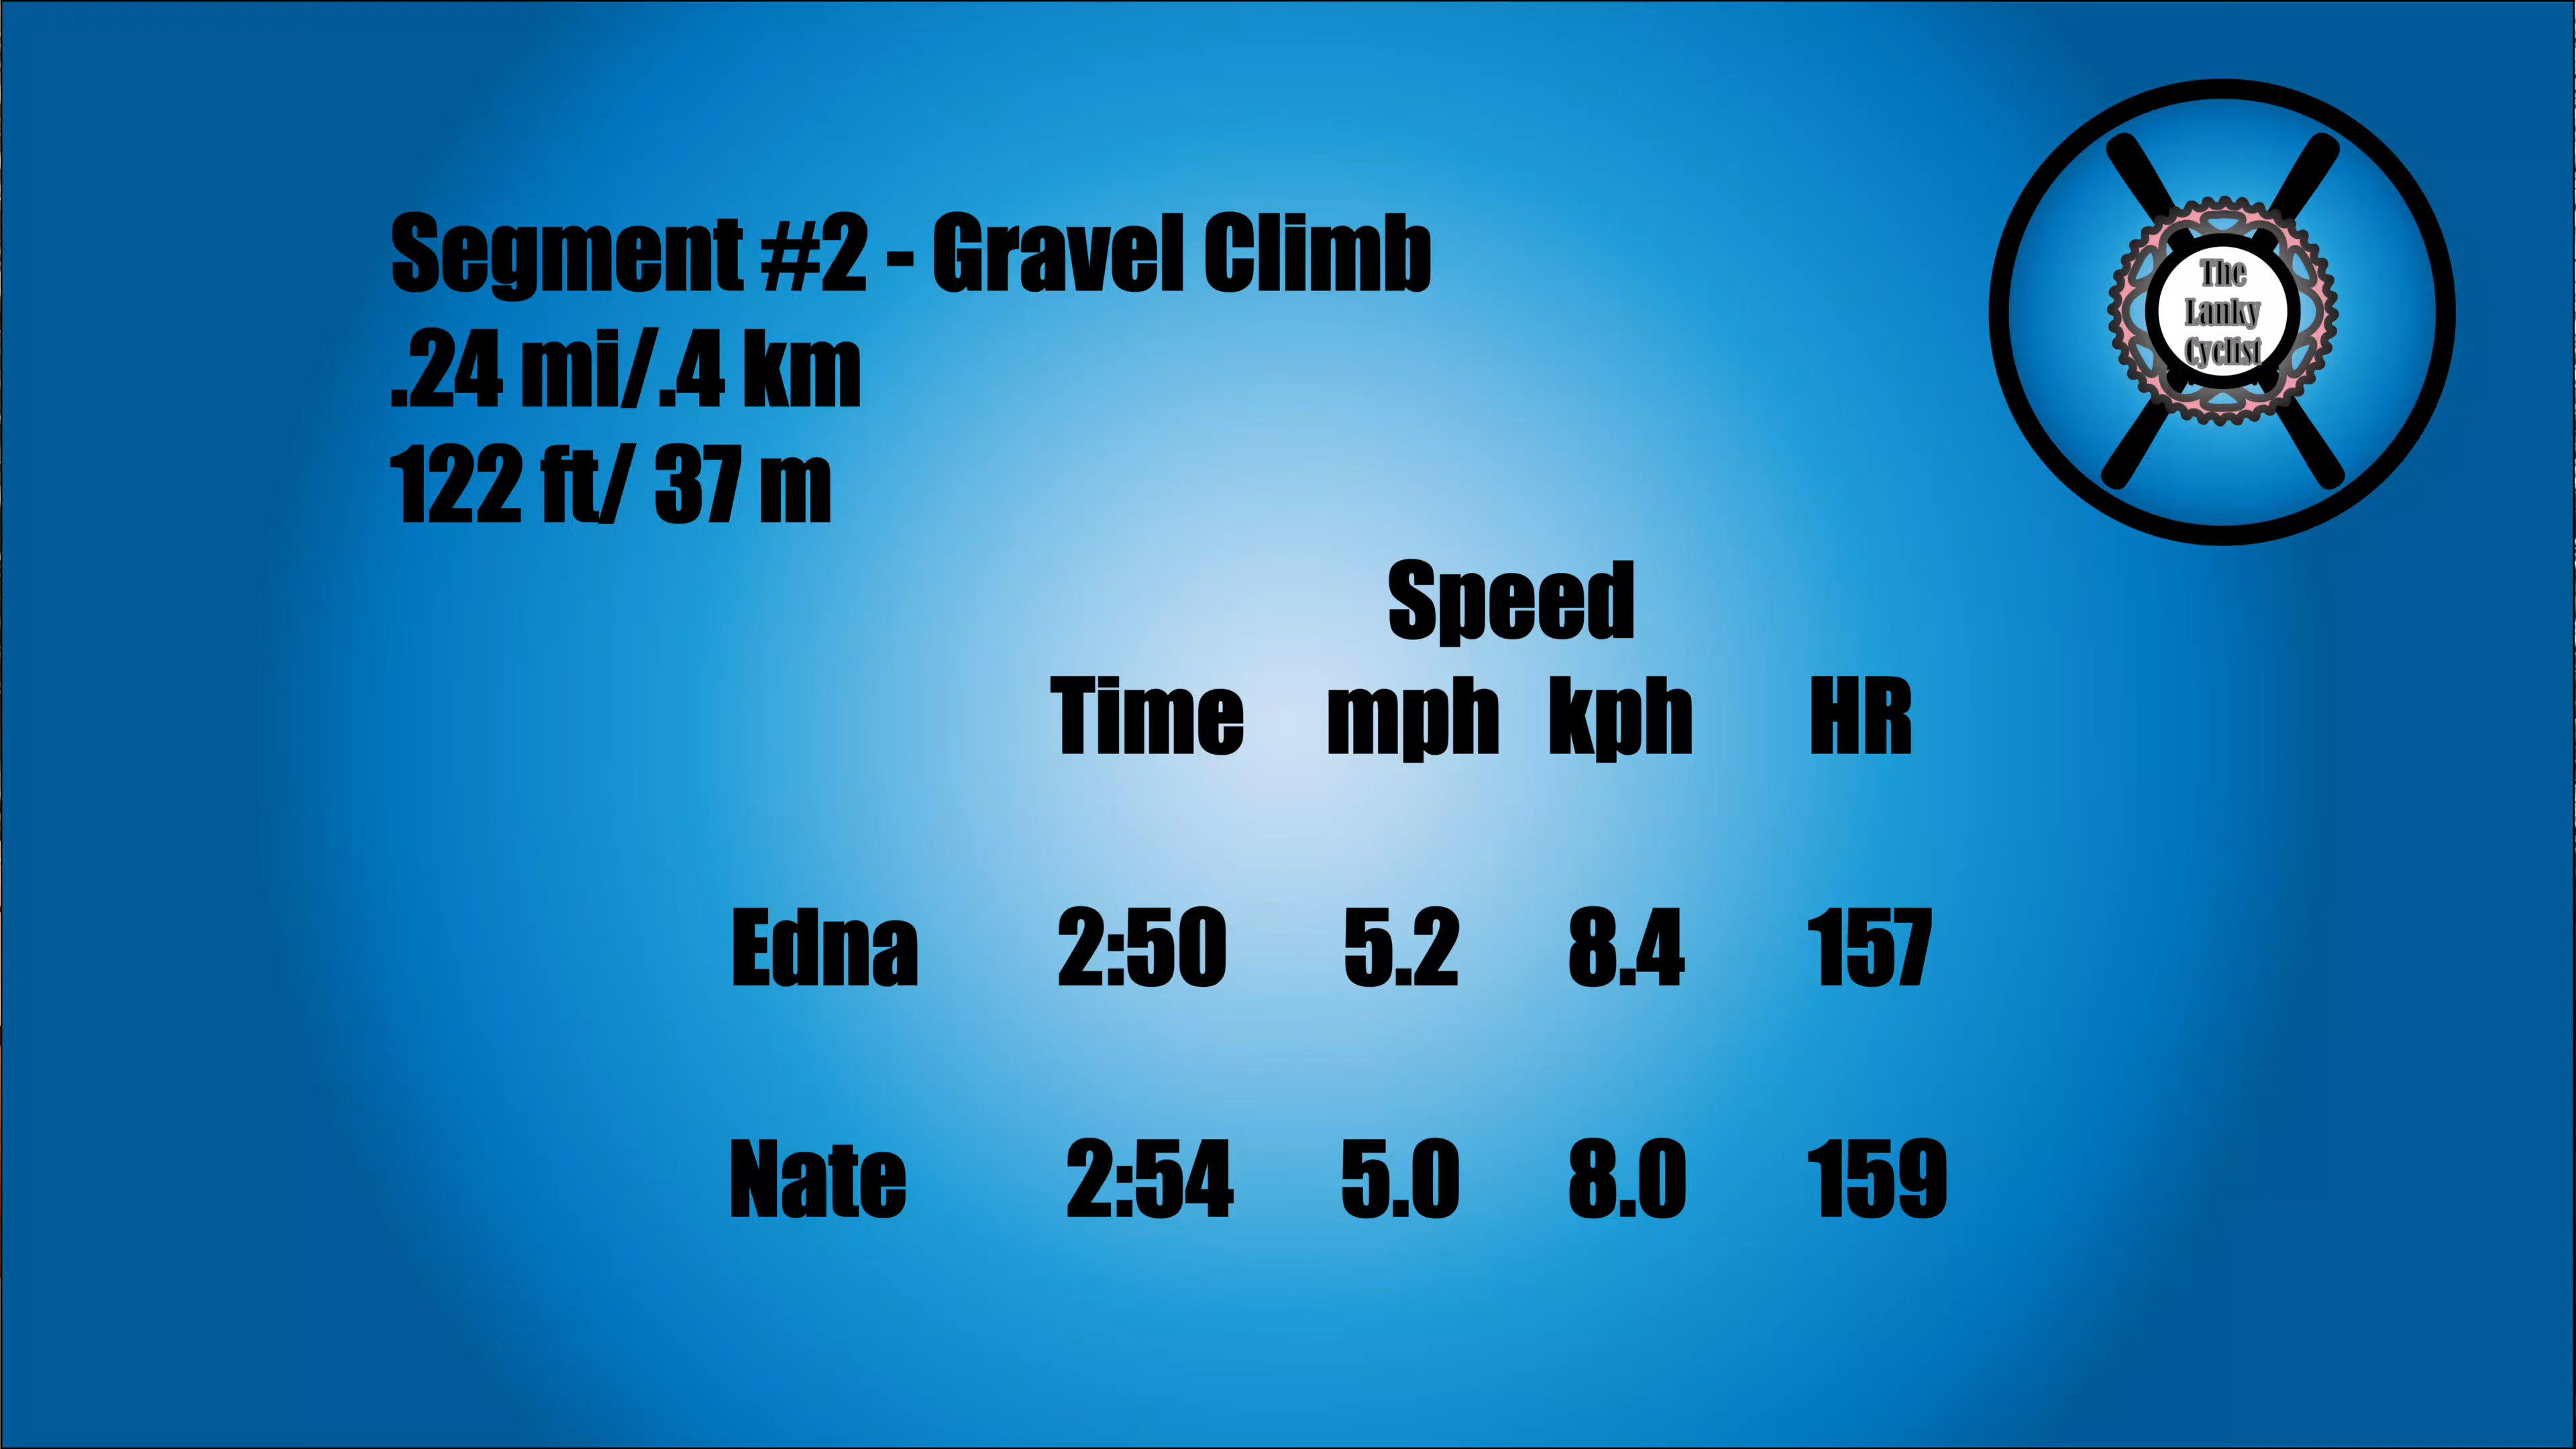 Segment #2 - Gravel Climb
.24 mi/.4 km
122 ft/ 37 m
The
Lanky
Cyclist
Speed
Time mph kph HR
Edna 2:50 5.2 8.4 157
Nate 2:54 5.0 8.0 159